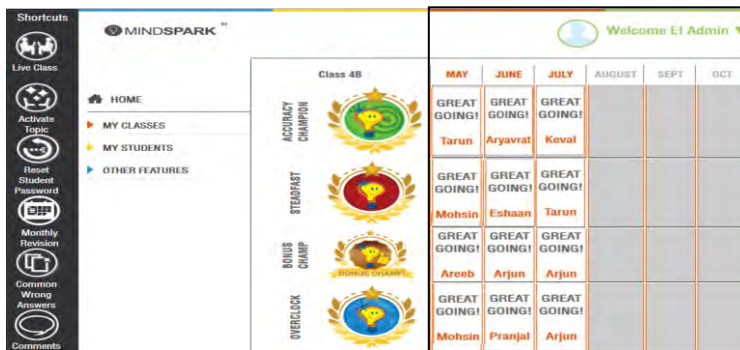 Shortcuts
Live Class
Activate
Topic
Reset
Student
Password
Monthly
Revision
Common
Wrong
Answers
Comments
MINDSPARK
HOME
MY CLASSES
MY STUDENTS
OTHER FEATURES
Welcome EI Admin
Class 4B
MAY JUNE JULY AUGUST SEPT OCT
ACCURACY
CHAMPION
GREAT GREAT GREAT
GOING! GOING! GOING!
Tarun Aryavrat Keval
STEADFAST
GREAT GREAT GREAT
GOING! GOING! GOING!
Mohsin Eshaan Tarun
BONUS
CHAMP
BONUS CHAMP
GREAT GREAT GREAT
GOING! GOING! GOING!
Areeb Arjun Arjun
OVERCLOCK
GREAT GREAT GREAT
GOING! GOING! GOING!
Mohsin Pranjal Arjun